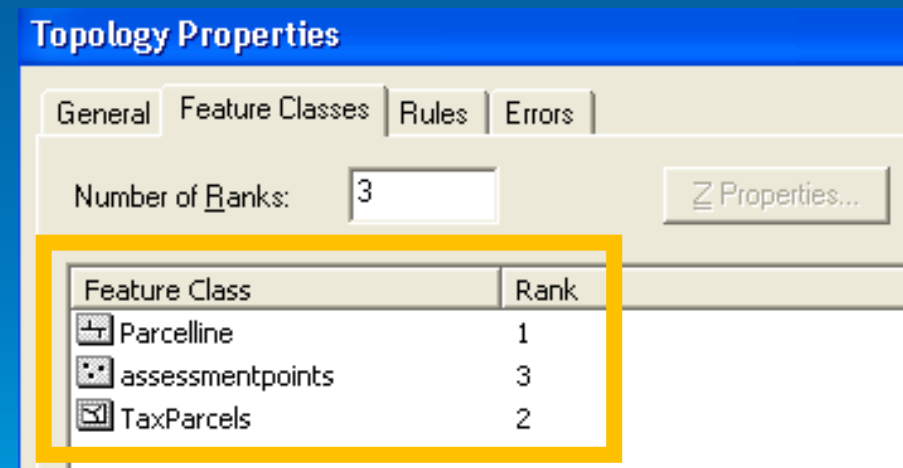 Topology Properties
General Feature Classes Rules Errors
Number of Ranks: 3 Z Properties...
Feature Class Rank
Parcelline 1
assessmentpoints 3
TaxParcels 2